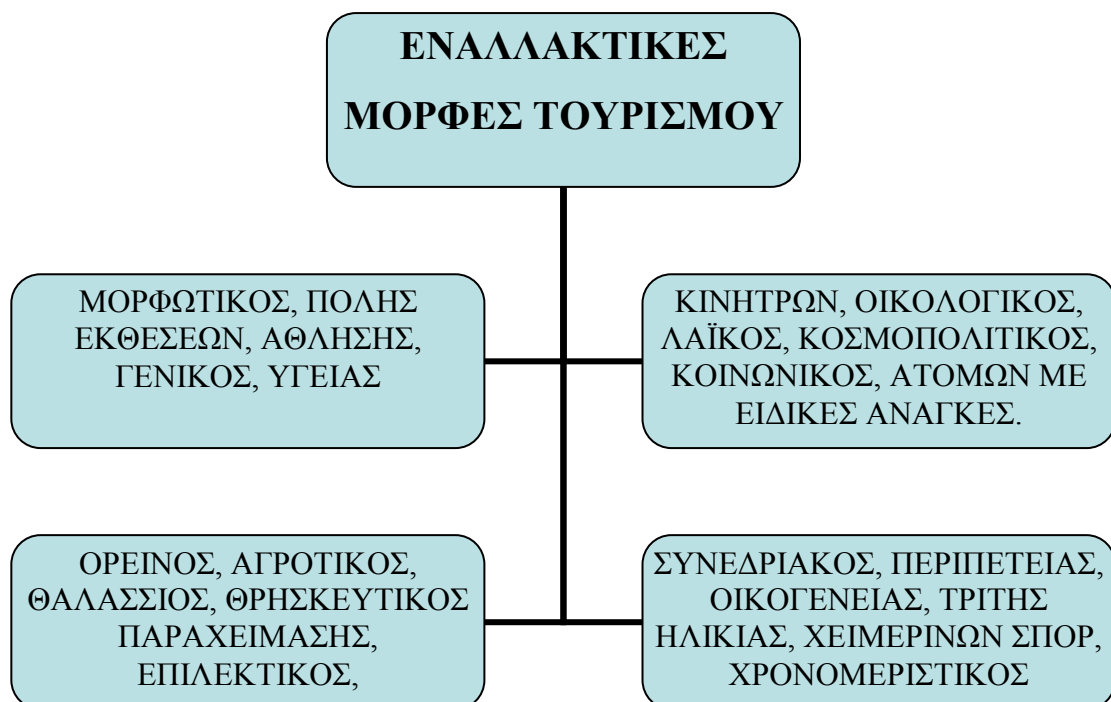 ΕΝΑΛΛΑΚΤΙΚΕΣ
ΜΟΡΦΕΣ ΤΟΥΡΙΣΜΟΥ
ΜΟΡΦΩΤΙΚΟΣ, ΠΟΛΗΣ
ΕΚΘΕΣΕΩΝ, ΑΘΛΗΣΗΣ,
ΓΕΝΙΚΟΣ, ΥΓΕΙΑΣ
ΚΙΝΗΤΡΩΝ, ΟΙΚΟΛΟΓΙΚΟΣ,
ΛΑΪΚΟΣ, ΚΟΣΜΟΠΟΛΙΤΙΚΟΣ,
ΚΟΙΝΩΝΙΚΟΣ, ΑΤΟΜΩΝ ΜΕ
ΕΙΔΙΚΕΣ ΑΝΑΓΚΕΣ.
ΟΡΕΙΝΟΣ, ΑΓΡΟΤΙΚΟΣ,
ΘΑΛΑΣΣΙΟΣ, ΘΡΗΣΚΕΥΤΙΚΟΣ
ΠΑΡΑΧΕΙΜΑΣΗΣ,
ΕΠΙΛΕΚΤΙΚΟΣ,
ΣΥΝΕΔΡΙΑΚΟΣ, ΠΕΡΙΠΕΤΕΙΑΣ,
ΟΙΚΟΓΕΝΕΙΑΣ, ΤΡΙΤΗΣ
ΗΛΙΚΙΑΣ, ΧΕΙΜΕΡΙΝΩΝ ΣΠΟΡ,
ΧΡΟΝΟΜΕΡΙΣΤΙΚΟΣ